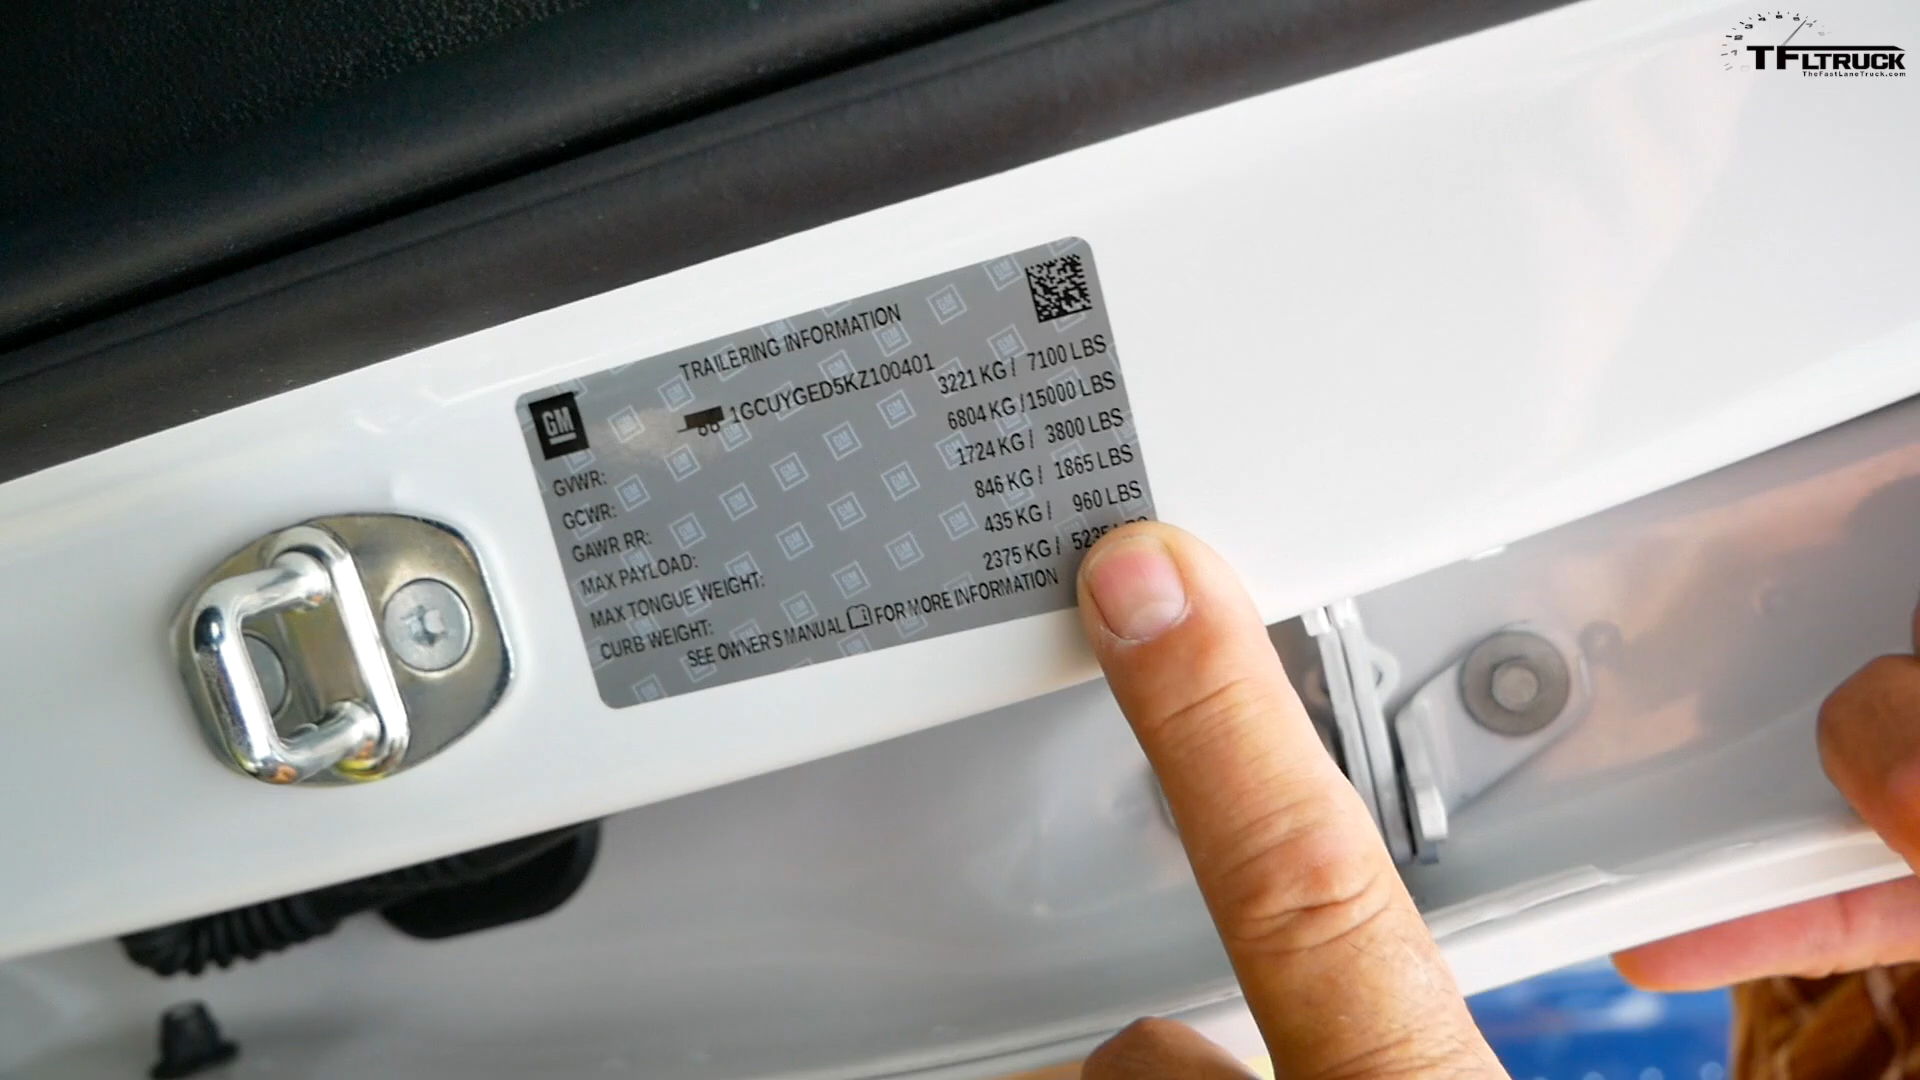 TFLTRUCK
TheFastLaneTruck.com
GM
TRAILERING INFORMATION
1GCUYGED5KZ100401
GVWR: 3221 KG / 7100 LBS
GCWR: 6804 KG / 15000 LBS
GAWR RR: 1724 KG / 3800 LBS
MAX PAYLOAD: 846 KG / 1865 LBS
MAX TONGUE WEIGHT: 435 KG / 960 LBS
CURB WEIGHT: 2375 KG / 5235 LBS
SEE OWNER'S MANUAL FOR MORE INFORMATION